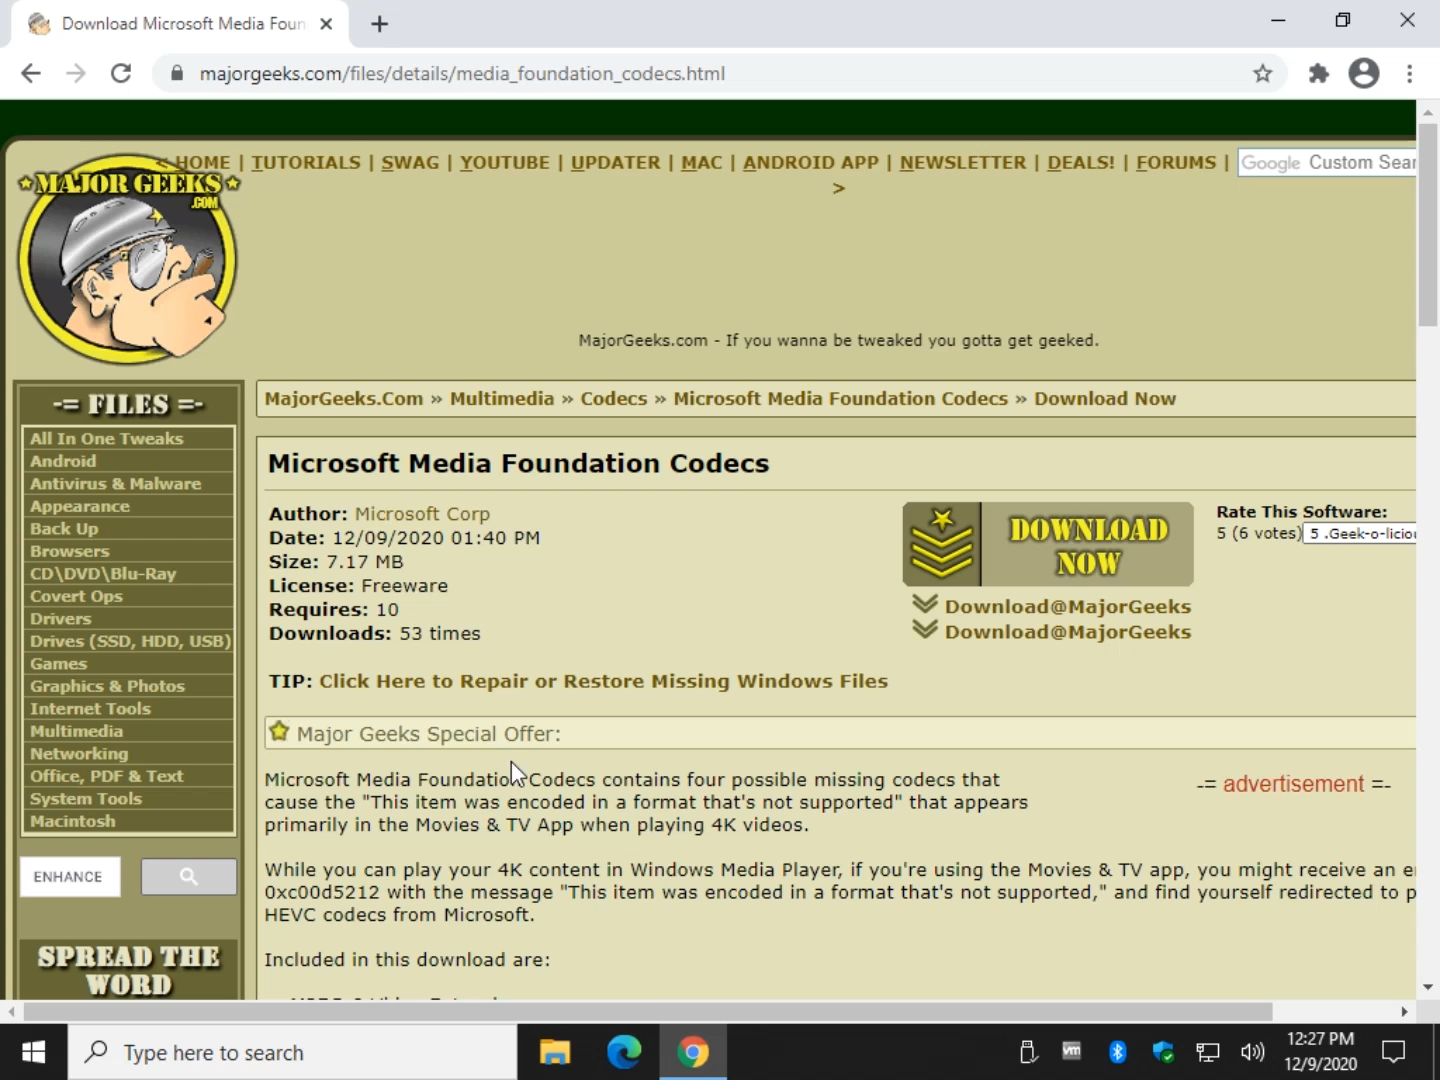 Download Microsoft Media Foun
majorgeeks.com/files/details/media_foundation_codecs.html
MAJOR GEEKS
.COM
< HOME | TUTORIALS | SWAG | YOUTUBE | UPDATER | MAC | ANDROID APP | NEWSLETTER | DEALS! | FORUMS |
>
Google Custom Sear
MajorGeeks.com - If you wanna be tweaked you gotta get geeked.
-= FILES =-
All In One Tweaks
Android
Antivirus & Malware
Appearance
Back Up
Browsers
CD\DVD\Blu-Ray
Covert Ops
Drivers
Drives (SSD, HDD, USB)
Games
Graphics & Photos
Internet Tools
Multimedia
Networking
Office, PDF & Text
System Tools
Macintosh
ENHANCE
SPREAD THE
WORD
MajorGeeks.Com » Multimedia » Codecs » Microsoft Media Foundation Codecs » Download Now
Microsoft Media Foundation Codecs
Author: Microsoft Corp
Date: 12/09/2020 01:40 PM
Size: 7.17 MB
License: Freeware
Requires: 10
Downloads: 53 times
DOWNLOAD
NOW
Download@MajorGeeks
Download@MajorGeeks
Rate This Software:
5 (6 votes) 5 .Geek-o-liciou
TIP: Click Here to Repair or Restore Missing Windows Files
Major Geeks Special Offer:
Microsoft Media Foundation Codecs contains four possible missing codecs that
cause the "This item was encoded in a format that's not supported" that appears
primarily in the Movies & TV App when playing 4K videos.
-= advertisement =-
While you can play your 4K content in Windows Media Player, if you're using the Movies & TV app, you might receive an e
0xc00d5212 with the message "This item was encoded in a format that's not supported," and find yourself redirected to p
HEVC codecs from Microsoft.
Included in this download are:
Type here to search
vm
12:27 PM
12/9/2020